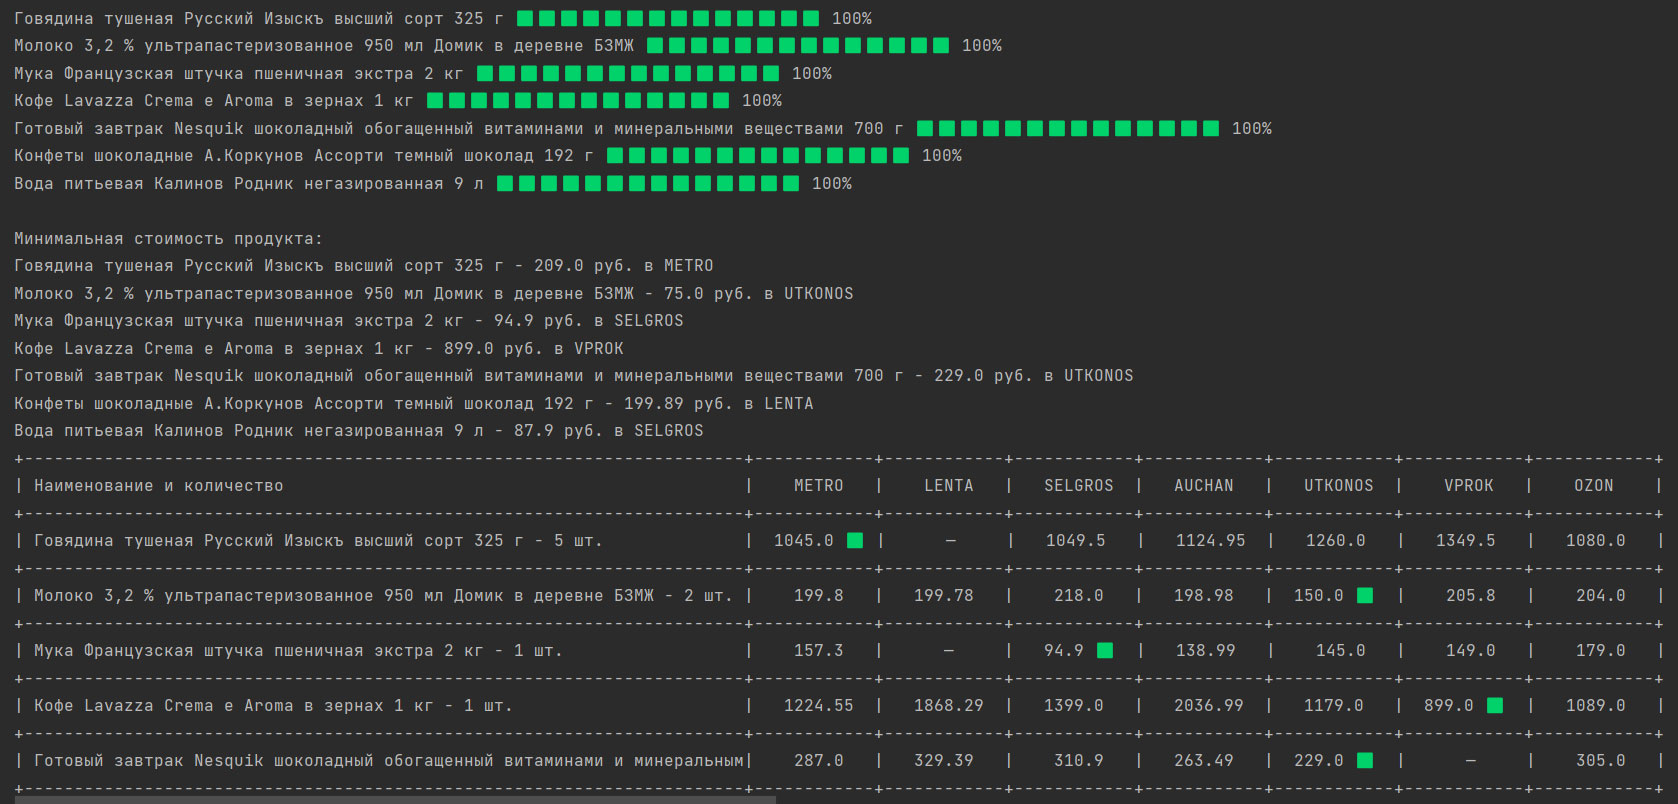 Говядина тушеная Русский Изыскъ высший сорт 325 г 🟩🟩🟩🟩🟩🟩🟩🟩🟩🟩🟩🟩🟩🟩 100%
Молоко 3,2 % ультрапастеризованное 950 мл Домик в деревне БЗМЖ 🟩🟩🟩🟩🟩🟩🟩🟩🟩🟩🟩🟩🟩🟩 100%
Мука Французская штучка пшеничная экстра 2 кг 🟩🟩🟩🟩🟩🟩🟩🟩🟩🟩🟩🟩🟩🟩 100%
Кофе Lavazza Crema e Aroma в зернах 1 кг 🟩🟩🟩🟩🟩🟩🟩🟩🟩🟩🟩🟩🟩🟩 100%
Готовый завтрак Nesquik шоколадный обогащенный витаминами и минеральными веществами 700 г 🟩🟩🟩🟩🟩🟩🟩🟩🟩🟩🟩🟩🟩🟩 100%
Конфеты шоколадные А.Коркунов Ассорти темный шоколад 192 г 🟩🟩🟩🟩🟩🟩🟩🟩🟩🟩🟩🟩🟩🟩 100%
Вода питьевая Калинов Родник негазированная 9 л 🟩🟩🟩🟩🟩🟩🟩🟩🟩🟩🟩🟩🟩🟩 100%
Минимальная стоимость продукта:
Говядина тушеная Русский Изыскъ высший сорт 325 г - 209.0 руб. в METRO
Молоко 3,2 % ультрапастеризованное 950 мл Домик в деревне БЗМЖ - 75.0 руб. в UTKONOS
Мука Французская штучка пшеничная экстра 2 кг - 94.9 руб. в SELGROS
Кофе Lavazza Crema e Aroma в зернах 1 кг - 899.0 руб. в VPROK
Готовый завтрак Nesquik шоколадный обогащенный витаминами и минеральными веществами 700 г - 229.0 руб. в UTKONOS
Конфеты шоколадные А.Коркунов Ассорти темный шоколад 192 г - 199.89 руб. в LENTA
Вода питьевая Калинов Родник негазированная 9 л - 87.9 руб. в SELGROS
| Наименование и количество | METRO | LENTA | SELGROS | AUCHAN | UTKONOS | VPROK | OZON |
| Говядина тушеная Русский Изыскъ высший сорт 325 г - 5 шт. | 1045.0 🟩 | — | 1049.5 | 1124.95 | 1260.0 | 1349.5 | 1080.0 |
| Молоко 3,2 % ультрапастеризованное 950 мл Домик в деревне БЗМЖ - 2 шт. | 199.8 | 199.78 | 218.0 | 198.98 | 150.0 🟩 | 205.8 | 204.0 |
| Мука Французская штучка пшеничная экстра 2 кг - 1 шт. | 157.3 | — | 94.9 🟩 | 138.99 | 145.0 | 149.0 | 179.0 |
| Кофе Lavazza Crema e Aroma в зернах 1 кг - 1 шт. | 1224.55 | 1868.29 | 1399.0 | 2036.99 | 1179.0 | 899.0 🟩 | 1089.0 |
| Готовый завтрак Nesquik шоколадный обогащенный витаминами и минеральным| 287.0 | 329.39 | 310.9 | 263.49 | 229.0 🟩 | — | 305.0 |